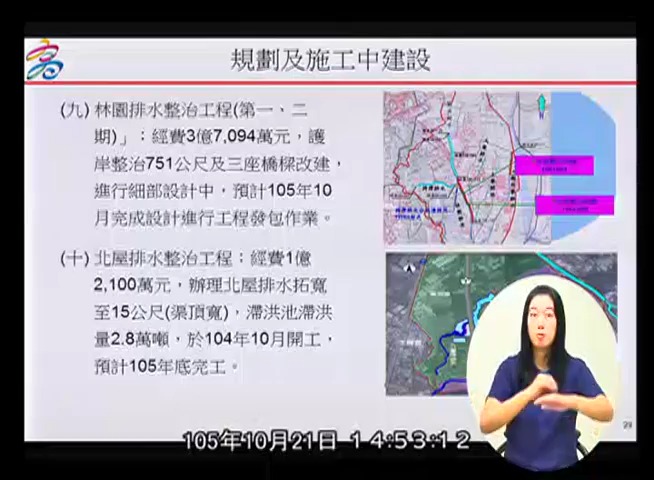 規劃及施工中建設
(九) 林園排水整治工程(第一、二
期)」：經費3億7,094萬元，護
岸整治751公尺及三座橋樑改建，
進行細部設計中，預計105年10
月完成設計進行工程發包作業。
(十) 北屋排水整治工程：經費1億
2,100萬元，辦理北屋排水拓寬
至15公尺(渠頂寬)，滯洪池滯洪
量2.8萬噸，於104年10月開工，
預計105年底完工。
105年10月21日 14:53:12